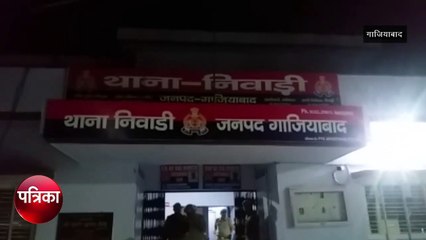 गाजियाबाद
थाना-निवाड़ी
जनपद-गाजियाबाद
थाना निवाडी जनपद गाजियाबाद
पत्रिका